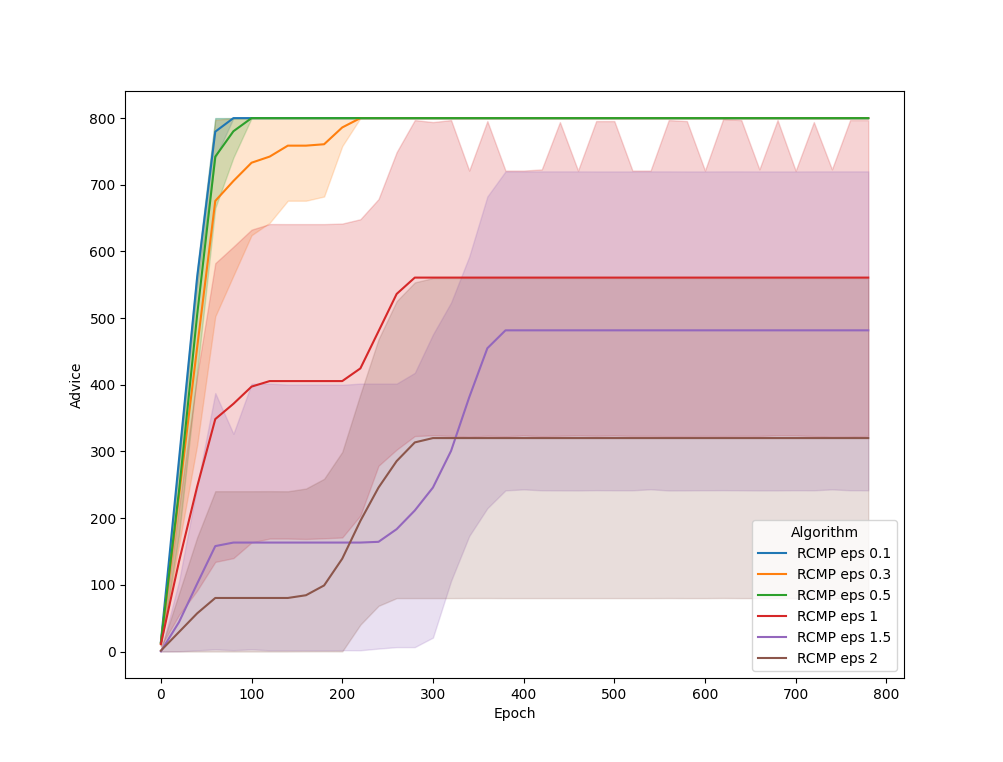 800
700
600
500
400
300
200
100
0
Advice
0 100 200 300 400 500 600 700 800
Epoch
Algorithm
RCMP eps 0.1
RCMP eps 0.3
RCMP eps 0.5
RCMP eps 1
RCMP eps 1.5
RCMP eps 2